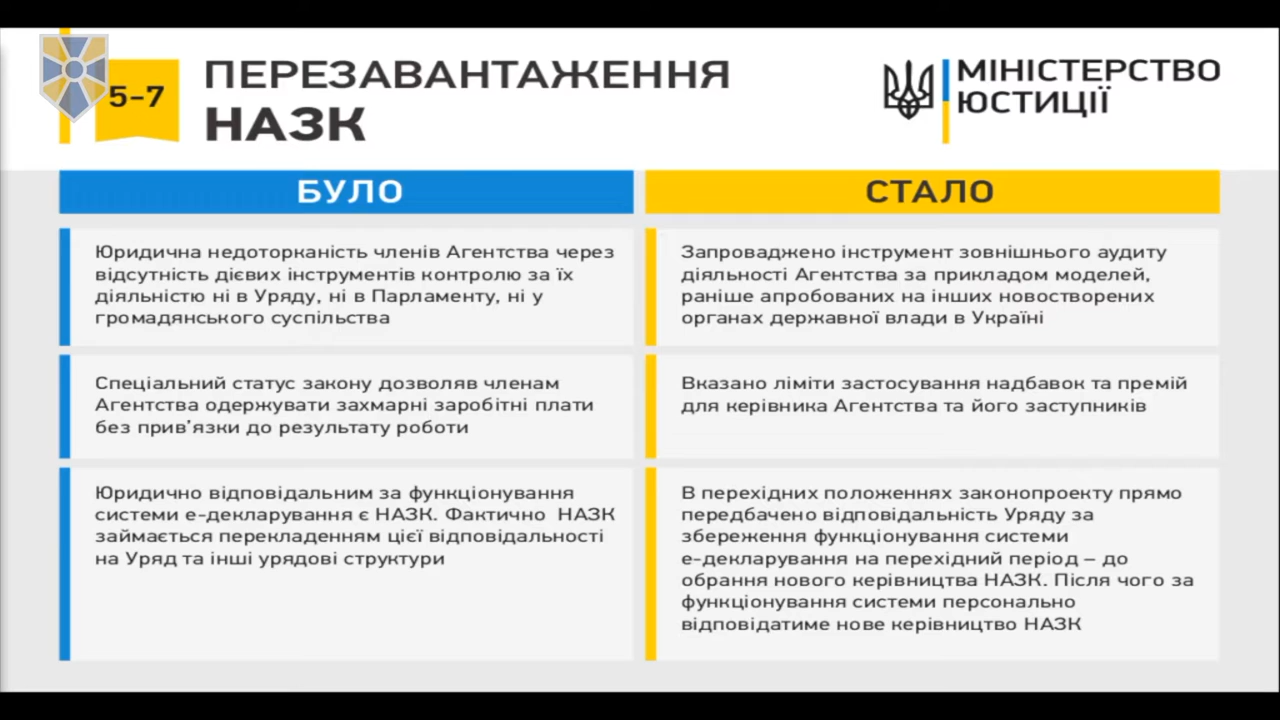 5-7
ПЕРЕЗАВАНТАЖЕННЯ
НАЗК
МІНІСТЕРСТВО
ЮСТИЦІЇ
БУЛО
СТАЛО
Юридична недоторканість членів Агентства через
відсутність дієвих інструментів контролю за їх
діяльністю ні в Уряду, ні в Парламенту, ні у
громадянського суспільства
Запроваджено інструмент зовнішнього аудиту
діяльності Агентства за прикладом моделей,
раніше апробованих на інших новостворених
органах державної влади в Україні
Спеціальний статус закону дозволяв членам
Агентства одержувати захмарні заробітні плати
без прив’язки до результату роботи
Вказано ліміти застосування надбавок та премій
для керівника Агентства та його заступників
Юридично відповідальним за функціонування
системи е-декларування є НАЗК. Фактично НАЗК
займається перекладенням цієї відповідальності
на Уряд та інші урядові структури
В перехідних положеннях законопроекту прямо
передбачено відповідальність Уряду за
збереження функціонування системи
е-декларування на перехідний період – до
обрання нового керівництва НАЗК. Після чого за
функціонування системи персонально
відповідатиме нове керівництво НАЗК